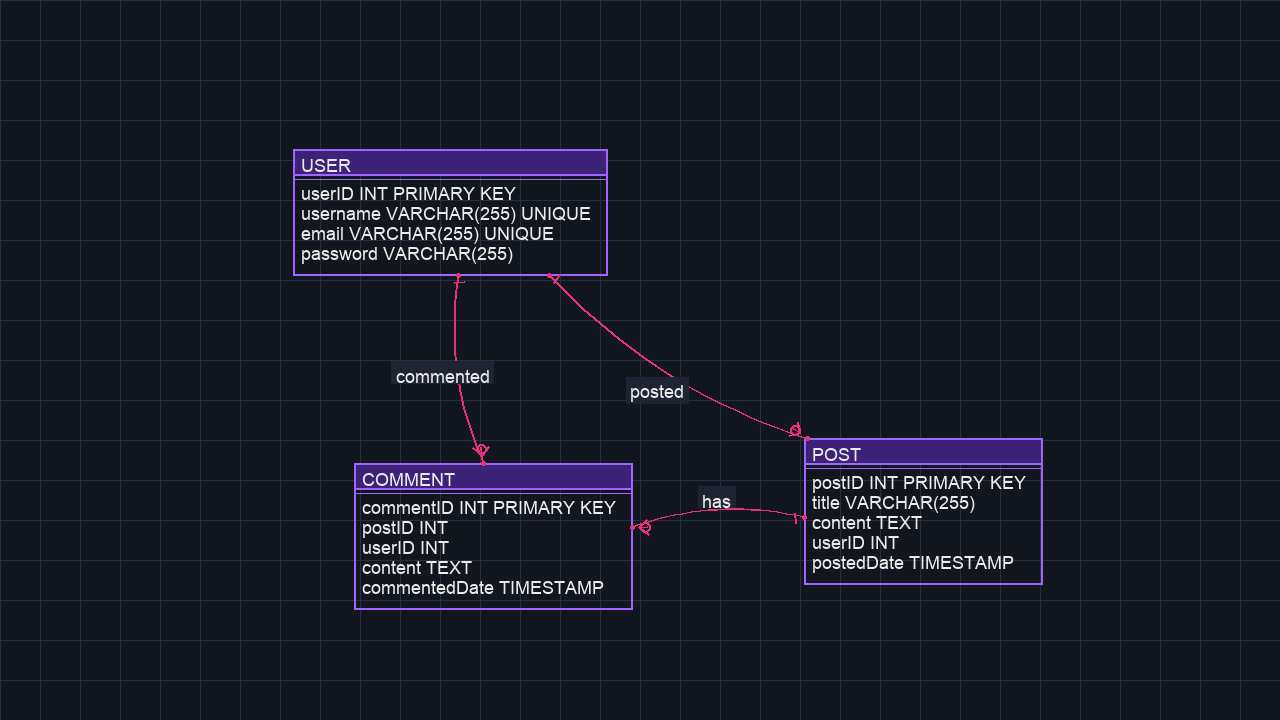 USER
userID INT PRIMARY KEY
username VARCHAR(255) UNIQUE
email VARCHAR(255) UNIQUE
password VARCHAR(255)
commented
posted
COMMENT
commentID INT PRIMARY KEY
postID INT
userID INT
content TEXT
commentedDate TIMESTAMP
has
POST
postID INT PRIMARY KEY
title VARCHAR(255)
content TEXT
userID INT
postedDate TIMESTAMP